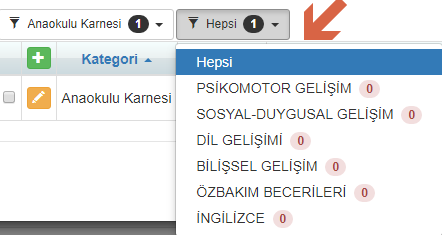 Anaokulu Karnesi 1 Hepsi 1
Kategori
Anaokulu Karnesi
Hepsi
PSİKOMOTOR GELİŞİM 0
SOSYAL-DUYGUSAL GELİŞİM 0
DİL GELİŞİMİ 0
BİLİŞSEL GELİŞİM 0
ÖZBAKIM BECERİLERİ 0
İNGİLİZCE 0